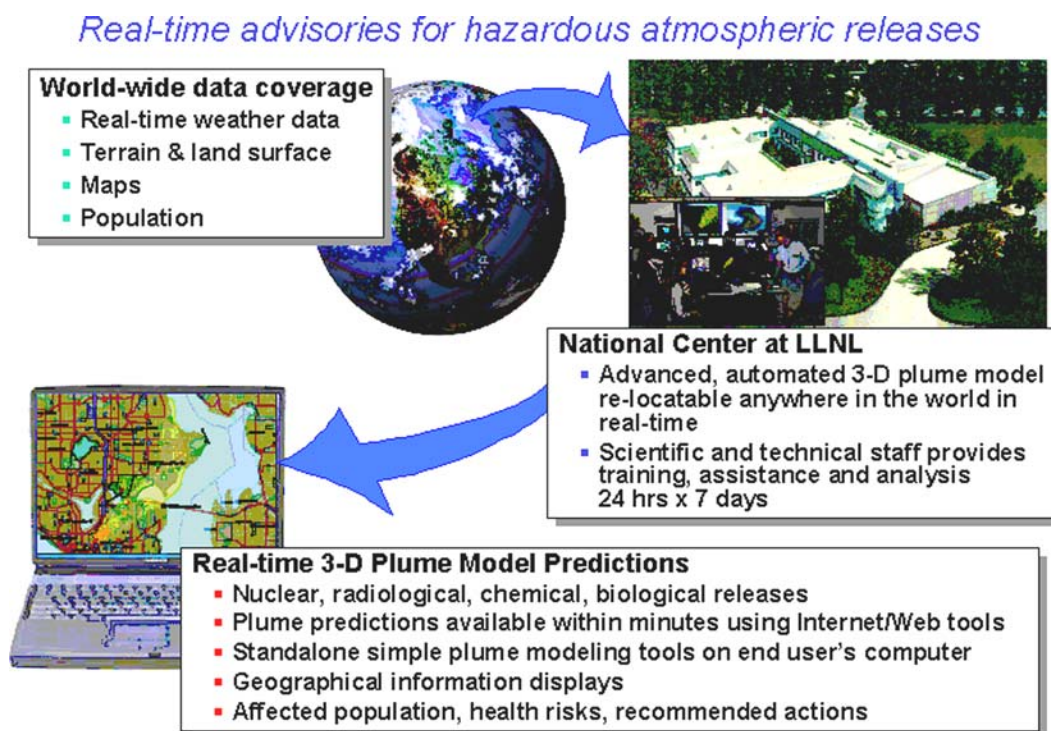 Real-time advisories for hazardous atmospheric releases
World-wide data coverage
▪ Real-time weather data
▪ Terrain & land surface
▪ Maps
▪ Population
National Center at LLNL
▪ Advanced, automated 3-D plume model
re-locatable anywhere in the world in
real-time
▪ Scientific and technical staff provides
training, assistance and analysis
24 hrs x 7 days
Real-time 3-D Plume Model Predictions
▪ Nuclear, radiological, chemical, biological releases
▪ Plume predictions available within minutes using Internet/Web tools
▪ Standalone simple plume modeling tools on end user's computer
▪ Geographical information displays
▪ Affected population, health risks, recommended actions